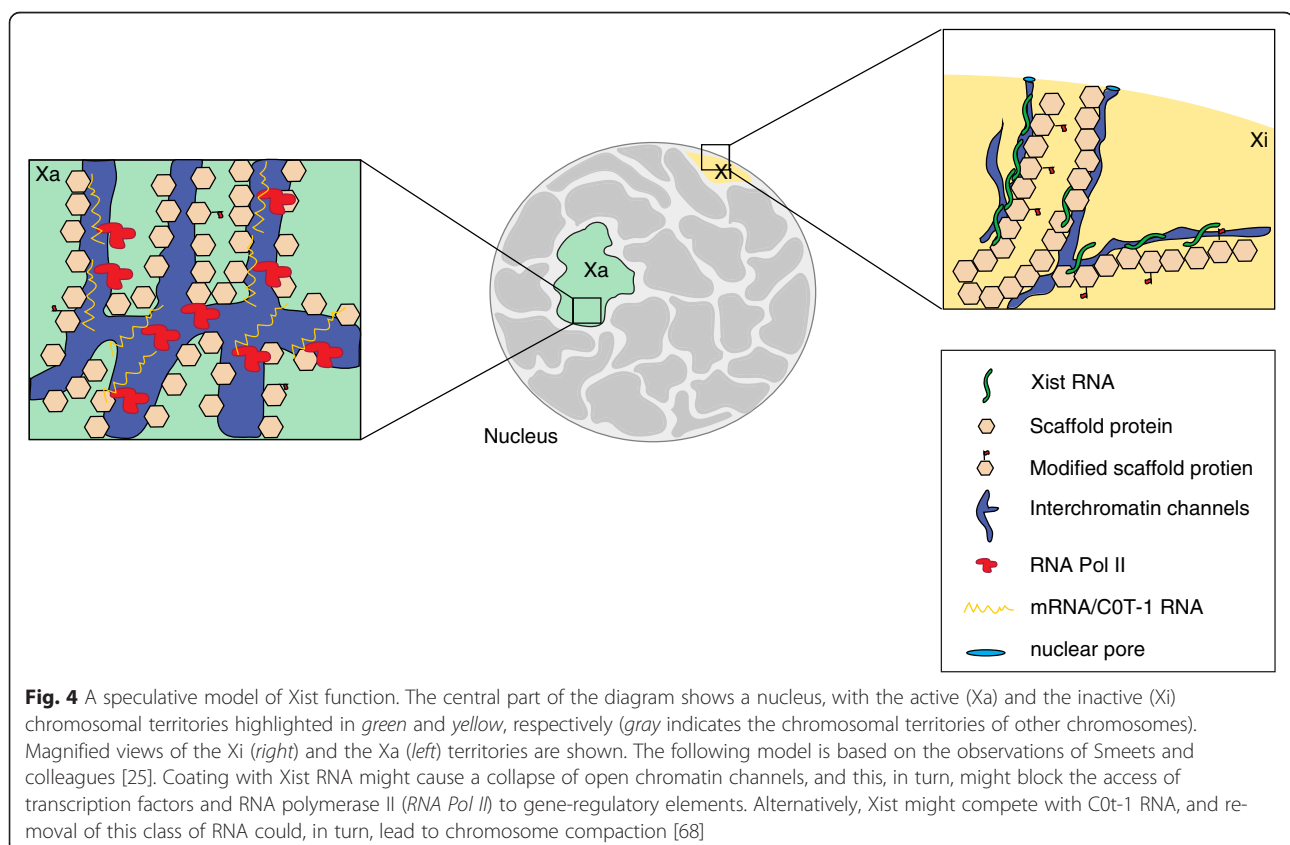 Xa
Xi
Xa
Xi
Nucleus
Xist RNA
Scaffold protein
Modified scaffold protien
Interchromatin channels
RNA Pol II
mRNA/C0T-1 RNA
nuclear pore
Fig. 4 A speculative model of Xist function. The central part of the diagram shows a nucleus, with the active (Xa) and the inactive (Xi)
chromosomal territories highlighted in green and yellow, respectively (gray indicates the chromosomal territories of other chromosomes).
Magnified views of the Xi (right) and the Xa (left) territories are shown. The following model is based on the observations of Smeets and
colleagues [25]. Coating with Xist RNA might cause a collapse of open chromatin channels, and this, in turn, might block the access of
transcription factors and RNA polymerase II (RNA Pol II) to gene-regulatory elements. Alternatively, Xist might compete with C0t-1 RNA, and re-
moval of this class of RNA could, in turn, lead to chromosome compaction [68]